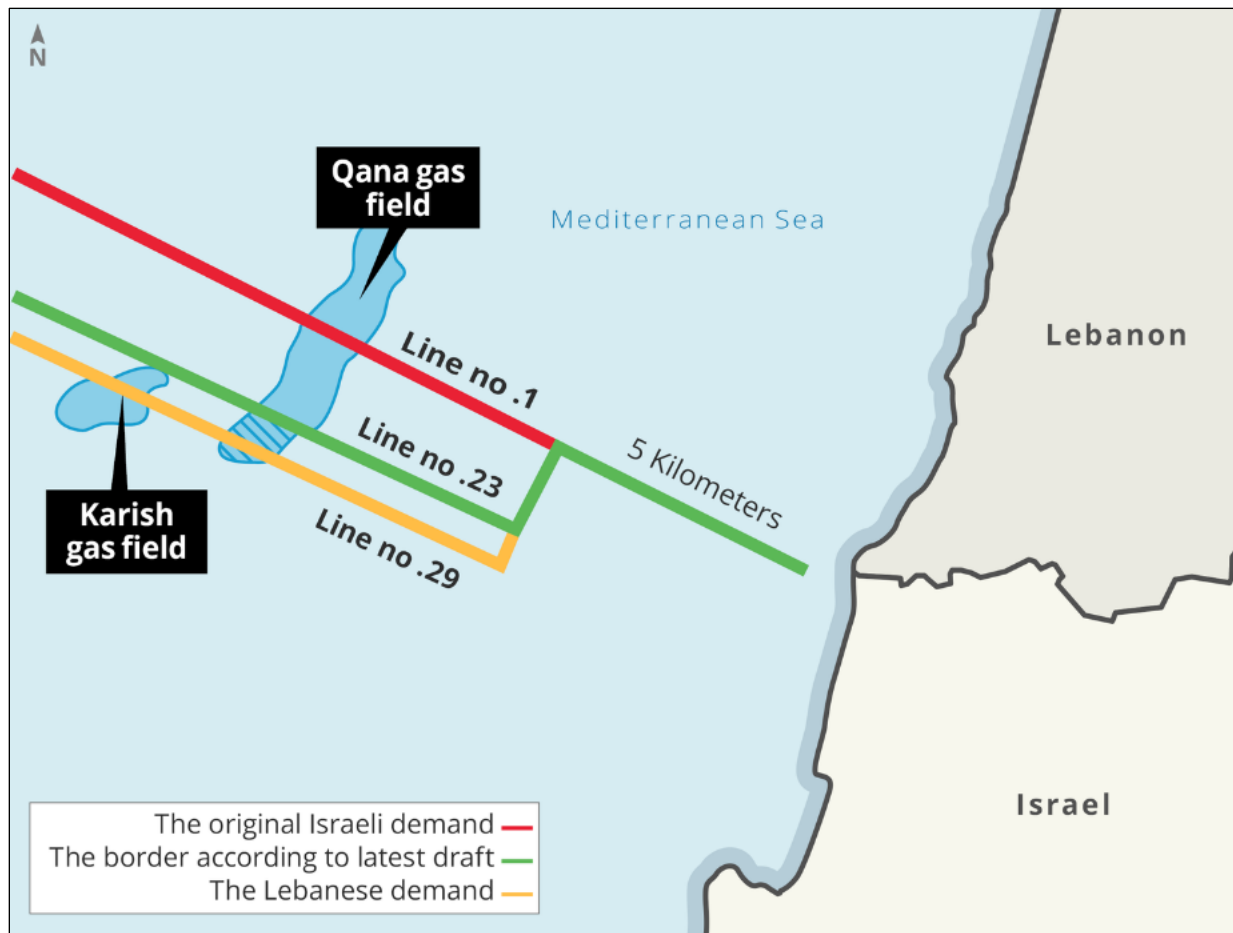 N
Qana gas
field
Mediterranean Sea
Lebanon
Line no .1
5 Kilometers
Line no .23
Line no .29
Karish
gas field
Israel
The original Israeli demand
The border according to latest draft
The Lebanese demand